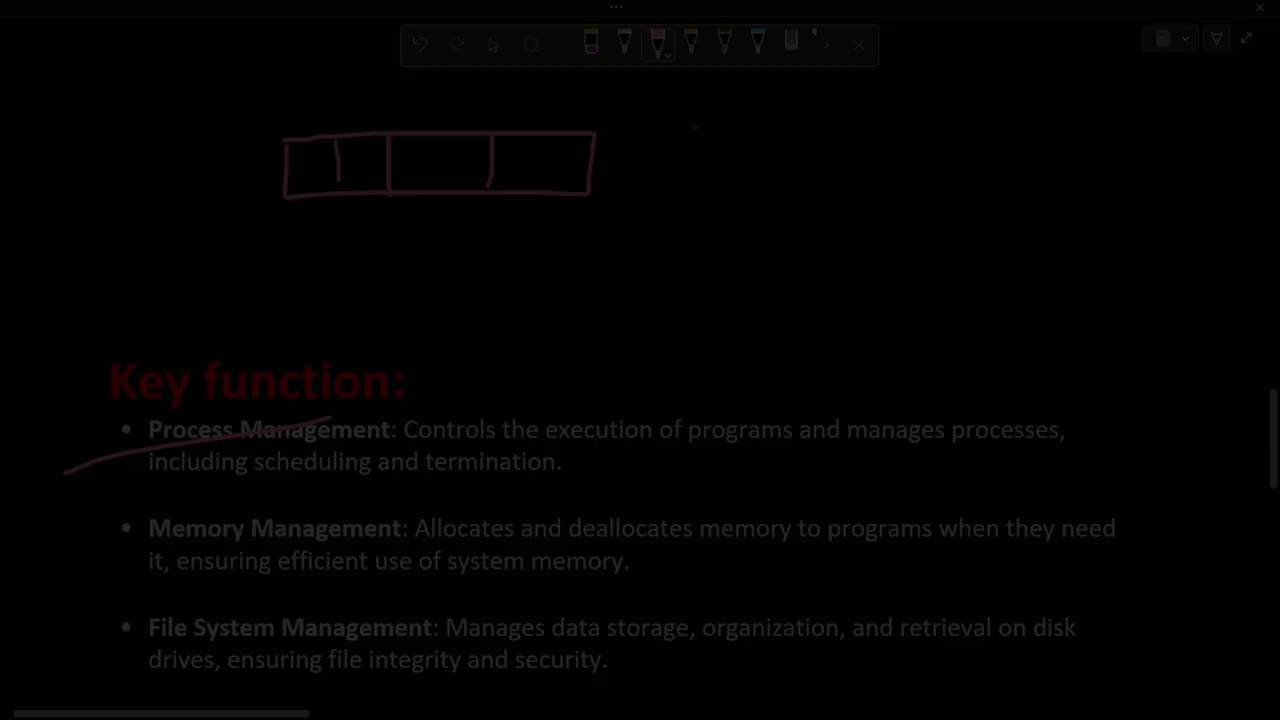 Key function:
• Process Management: Controls the execution of programs and manages processes,
including scheduling and termination.
• Memory Management: Allocates and deallocates memory to programs when they need
it, ensuring efficient use of system memory.
• File System Management: Manages data storage, organization, and retrieval on disk
drives, ensuring file integrity and security.